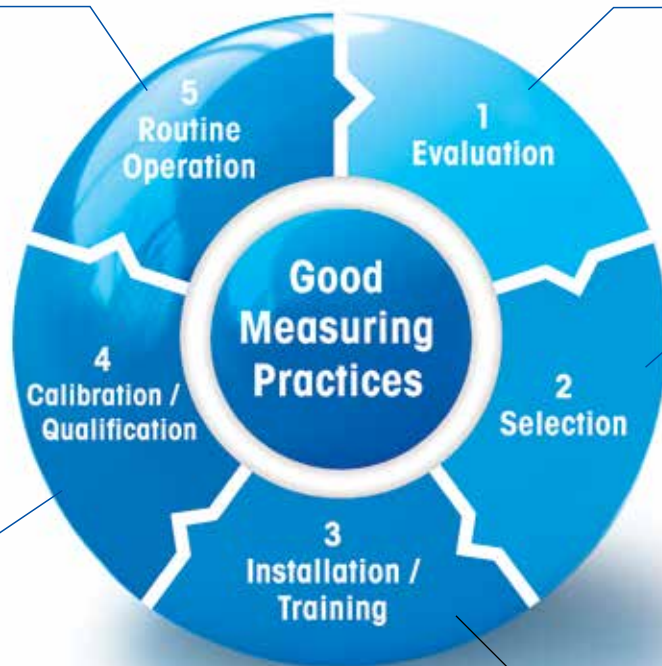 Good
Measuring
Practices
1
Evaluation
2
Selection
3
Installation /
Training
4
Calibration /
Qualification
5
Routine
Operation